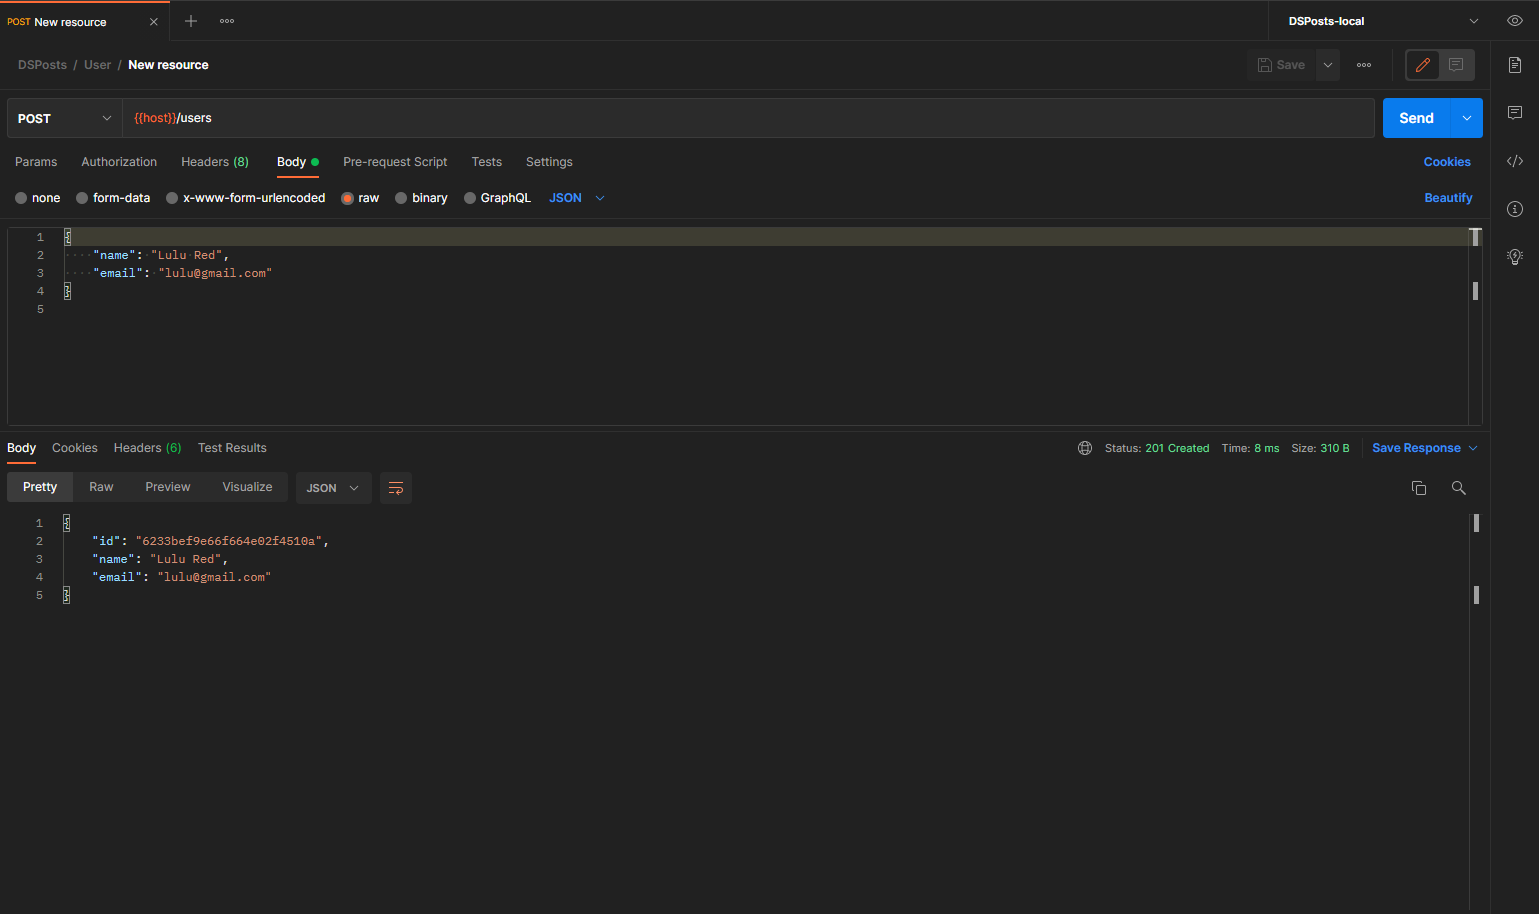 POST New resource
DSPosts-local
DSPosts / User / New resource
Save
POST
{{host}}/users
Send
Params Authorization Headers (8) Body Pre-request Script Tests Settings Cookies
none form-data x-www-form-urlencoded raw binary GraphQL JSON Beautify
1 {
2 "name": "Lulu Red",
3 "email": "lulu@gmail.com"
4 }
5
Body Cookies Headers (6) Test Results Status: 201 Created Time: 8 ms Size: 310 B Save Response
Pretty Raw Preview Visualize JSON
1 {
2 "id": "6233bef9e66f664e02f4510a",
3 "name": "Lulu Red",
4 "email": "lulu@gmail.com"
5 }